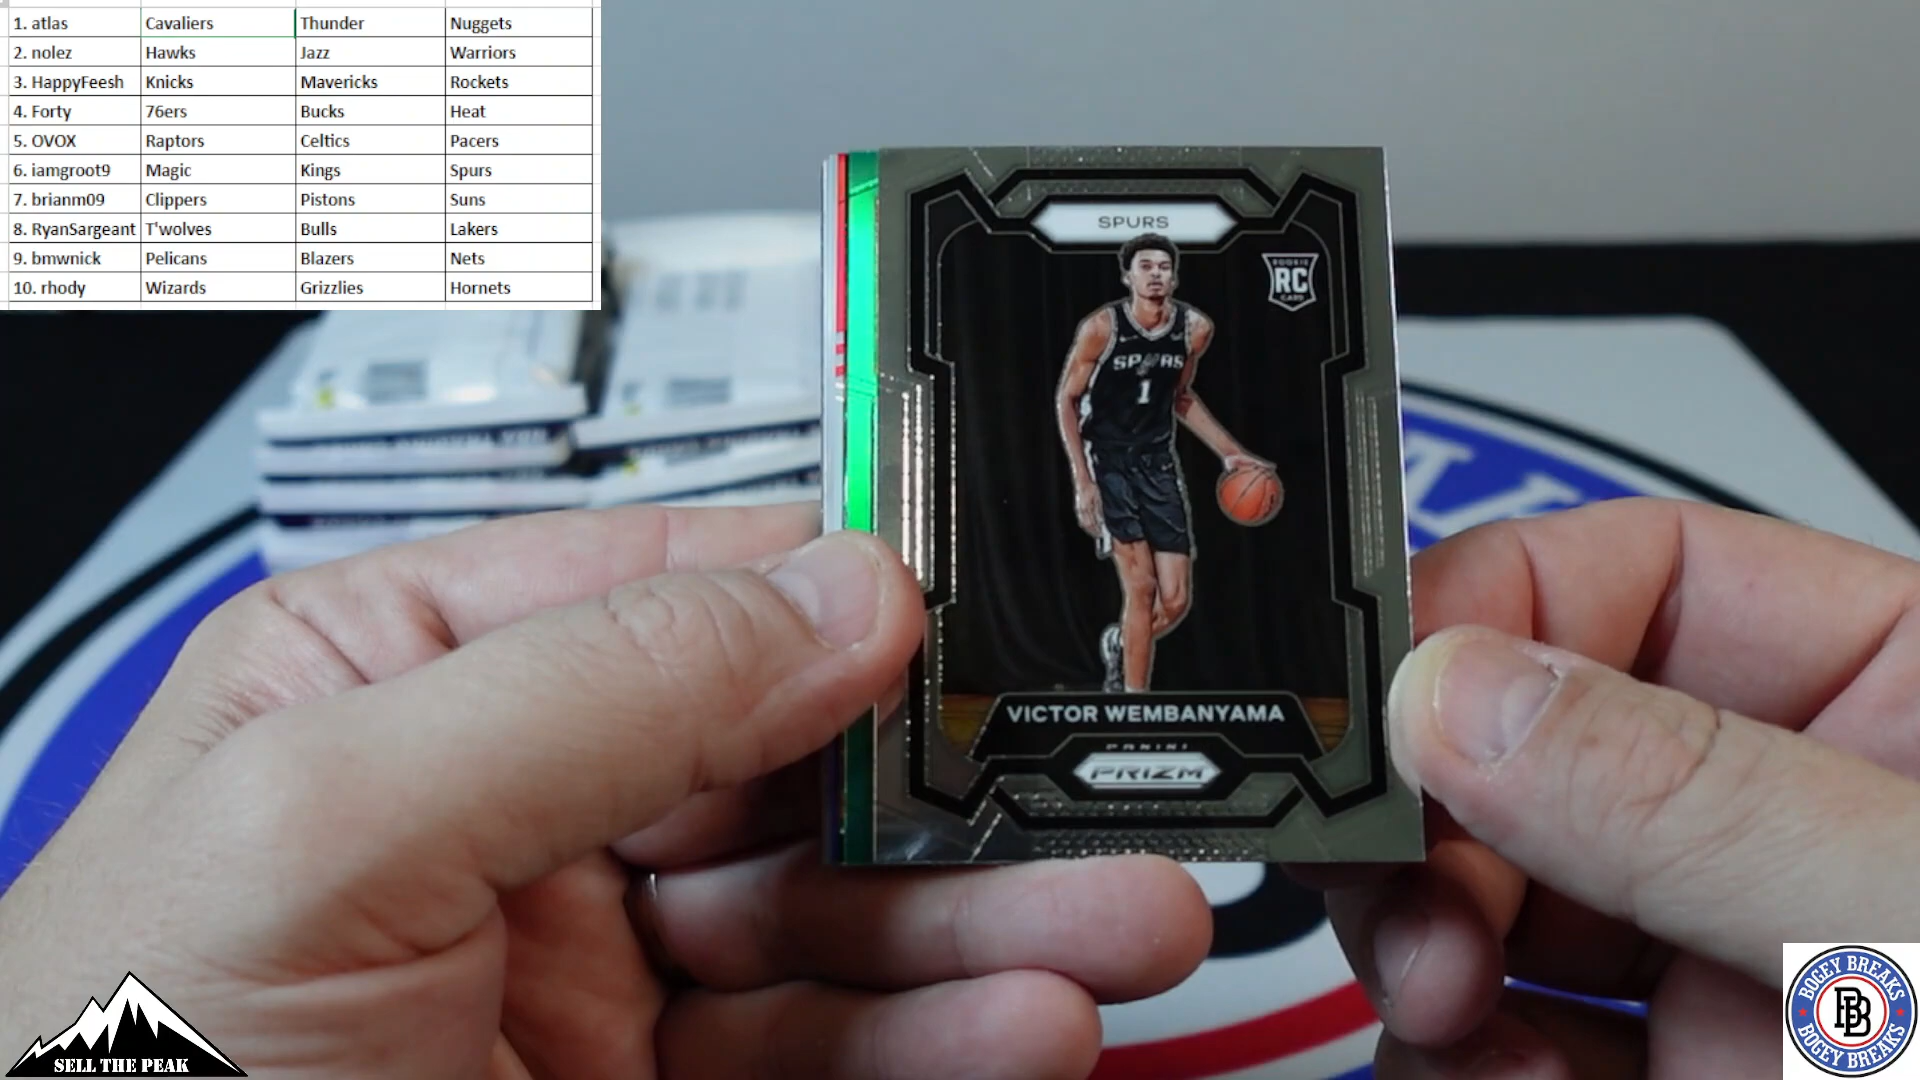 1. atlas Cavaliers Thunder Nuggets
2. nolez Hawks Jazz Warriors
3. HappyFeesh Knicks Mavericks Rockets
4. Forty 76ers Bucks Heat
5. OVOX Raptors Celtics Pacers
6. iamgroot9 Magic Kings Spurs
7. brianm09 Clippers Pistons Suns
8. RyanSargeant T'wolves Bulls Lakers
9. bmwnick Pelicans Blazers Nets
10. rhody Wizards Grizzlies Hornets
SPURS
ROOKIE
RC
CARD
SPURS
1
VICTOR WEMBANYAMA
PANINI
PRIZM
SELL THE PEAK
BOGEY BREAKS
BB
BOGEY BREAKS